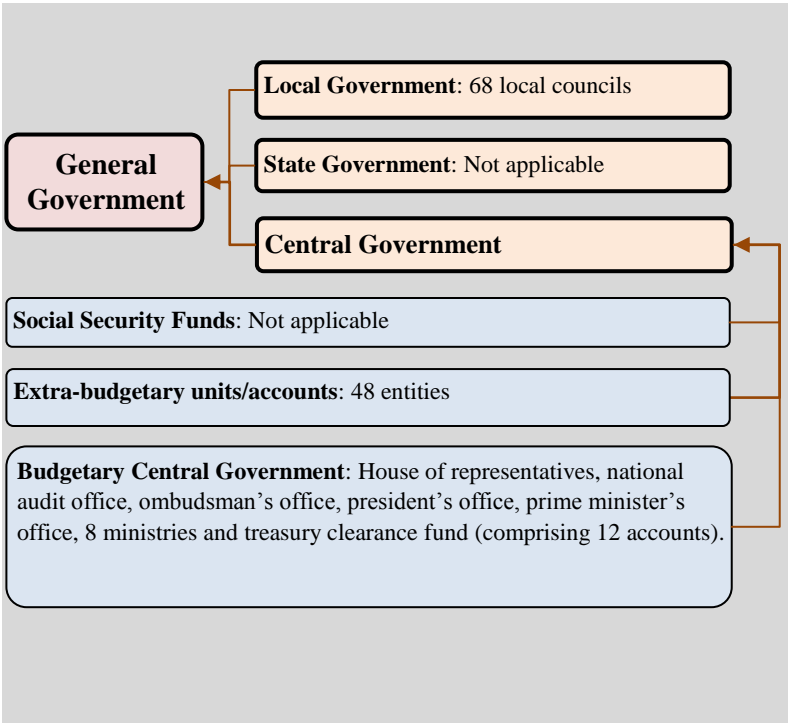 Local Government: 68 local councils
General
Government
State Government: Not applicable
Central Government
Social Security Funds: Not applicable
Extra-budgetary units/accounts: 48 entities
Budgetary Central Government: House of representatives, national
audit office, ombudsman’s office, president’s office, prime minister’s
office, 8 ministries and treasury clearance fund (comprising 12 accounts).